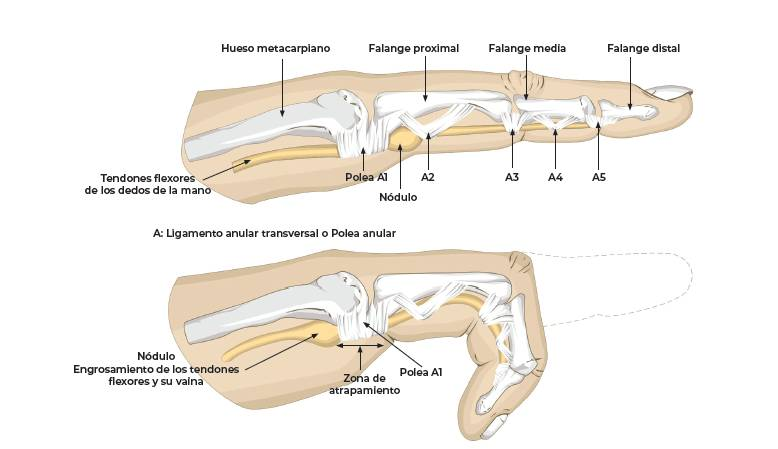 Hueso metacarpiano
Falange proximal
Falange media
Falange distal
Tendones flexores
de los dedos de la mano
Polea A1
Nódulo
A2
A3
A4
A5
A: Ligamento anular transversal o Polea anular
Nódulo
Engrosamiento de los tendones
flexores y su vaina
Zona de
atrapamiento
Polea A1